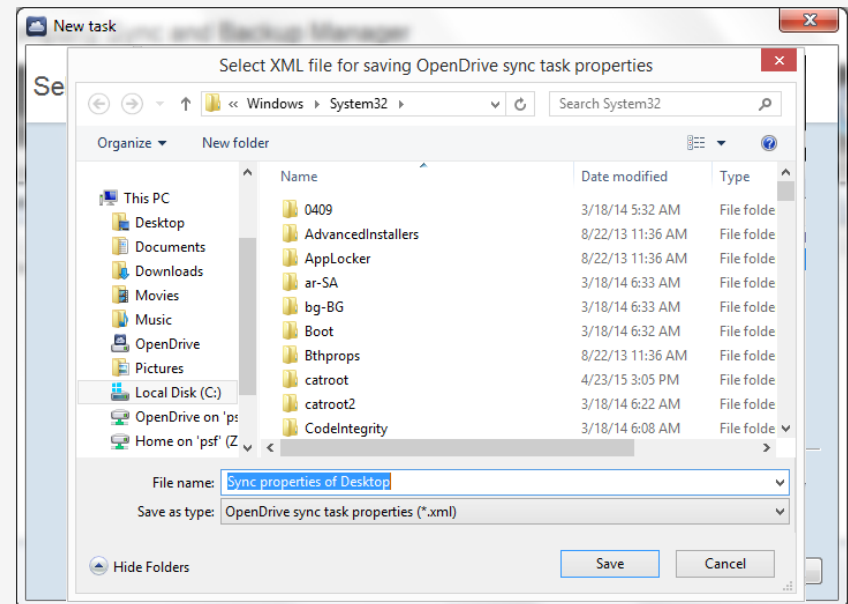 New task
Sync and Backup Manager
Se
Select XML file for saving OpenDrive sync task properties
« Windows System32
Search System32
Organize
New folder
Name Date modified Type
This PC
Desktop
Documents
Downloads
Movies
Music
OpenDrive
Pictures
Local Disk (C:)
OpenDrive on 'ps
Home on 'psf' (Z
0409 3/18/14 5:32 AM File folde
AdvancedInstallers 8/22/13 11:36 AM File folde
AppLocker 8/22/13 11:36 AM File folde
ar-SA 3/18/14 6:33 AM File folde
bg-BG 3/18/14 6:33 AM File folde
Boot 3/18/14 6:32 AM File folde
Bthprops 8/22/13 11:36 AM File folde
catroot 4/23/15 3:05 PM File folde
catroot2 3/18/14 6:22 AM File folde
CodeIntegrity 3/18/14 6:08 AM File folde
File name: Sync properties of Desktop
Save as type: OpenDrive sync task properties (*.xml)
Hide Folders
Save
Cancel